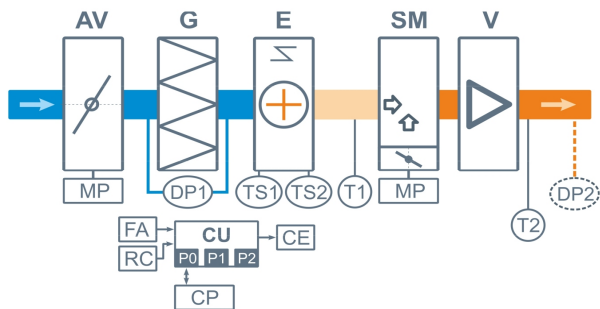 AV G E SM V
MP DP1 TS1 TS2 T1 MP DP2
T2
FA CU CE
RC P0 P1 P2
CP